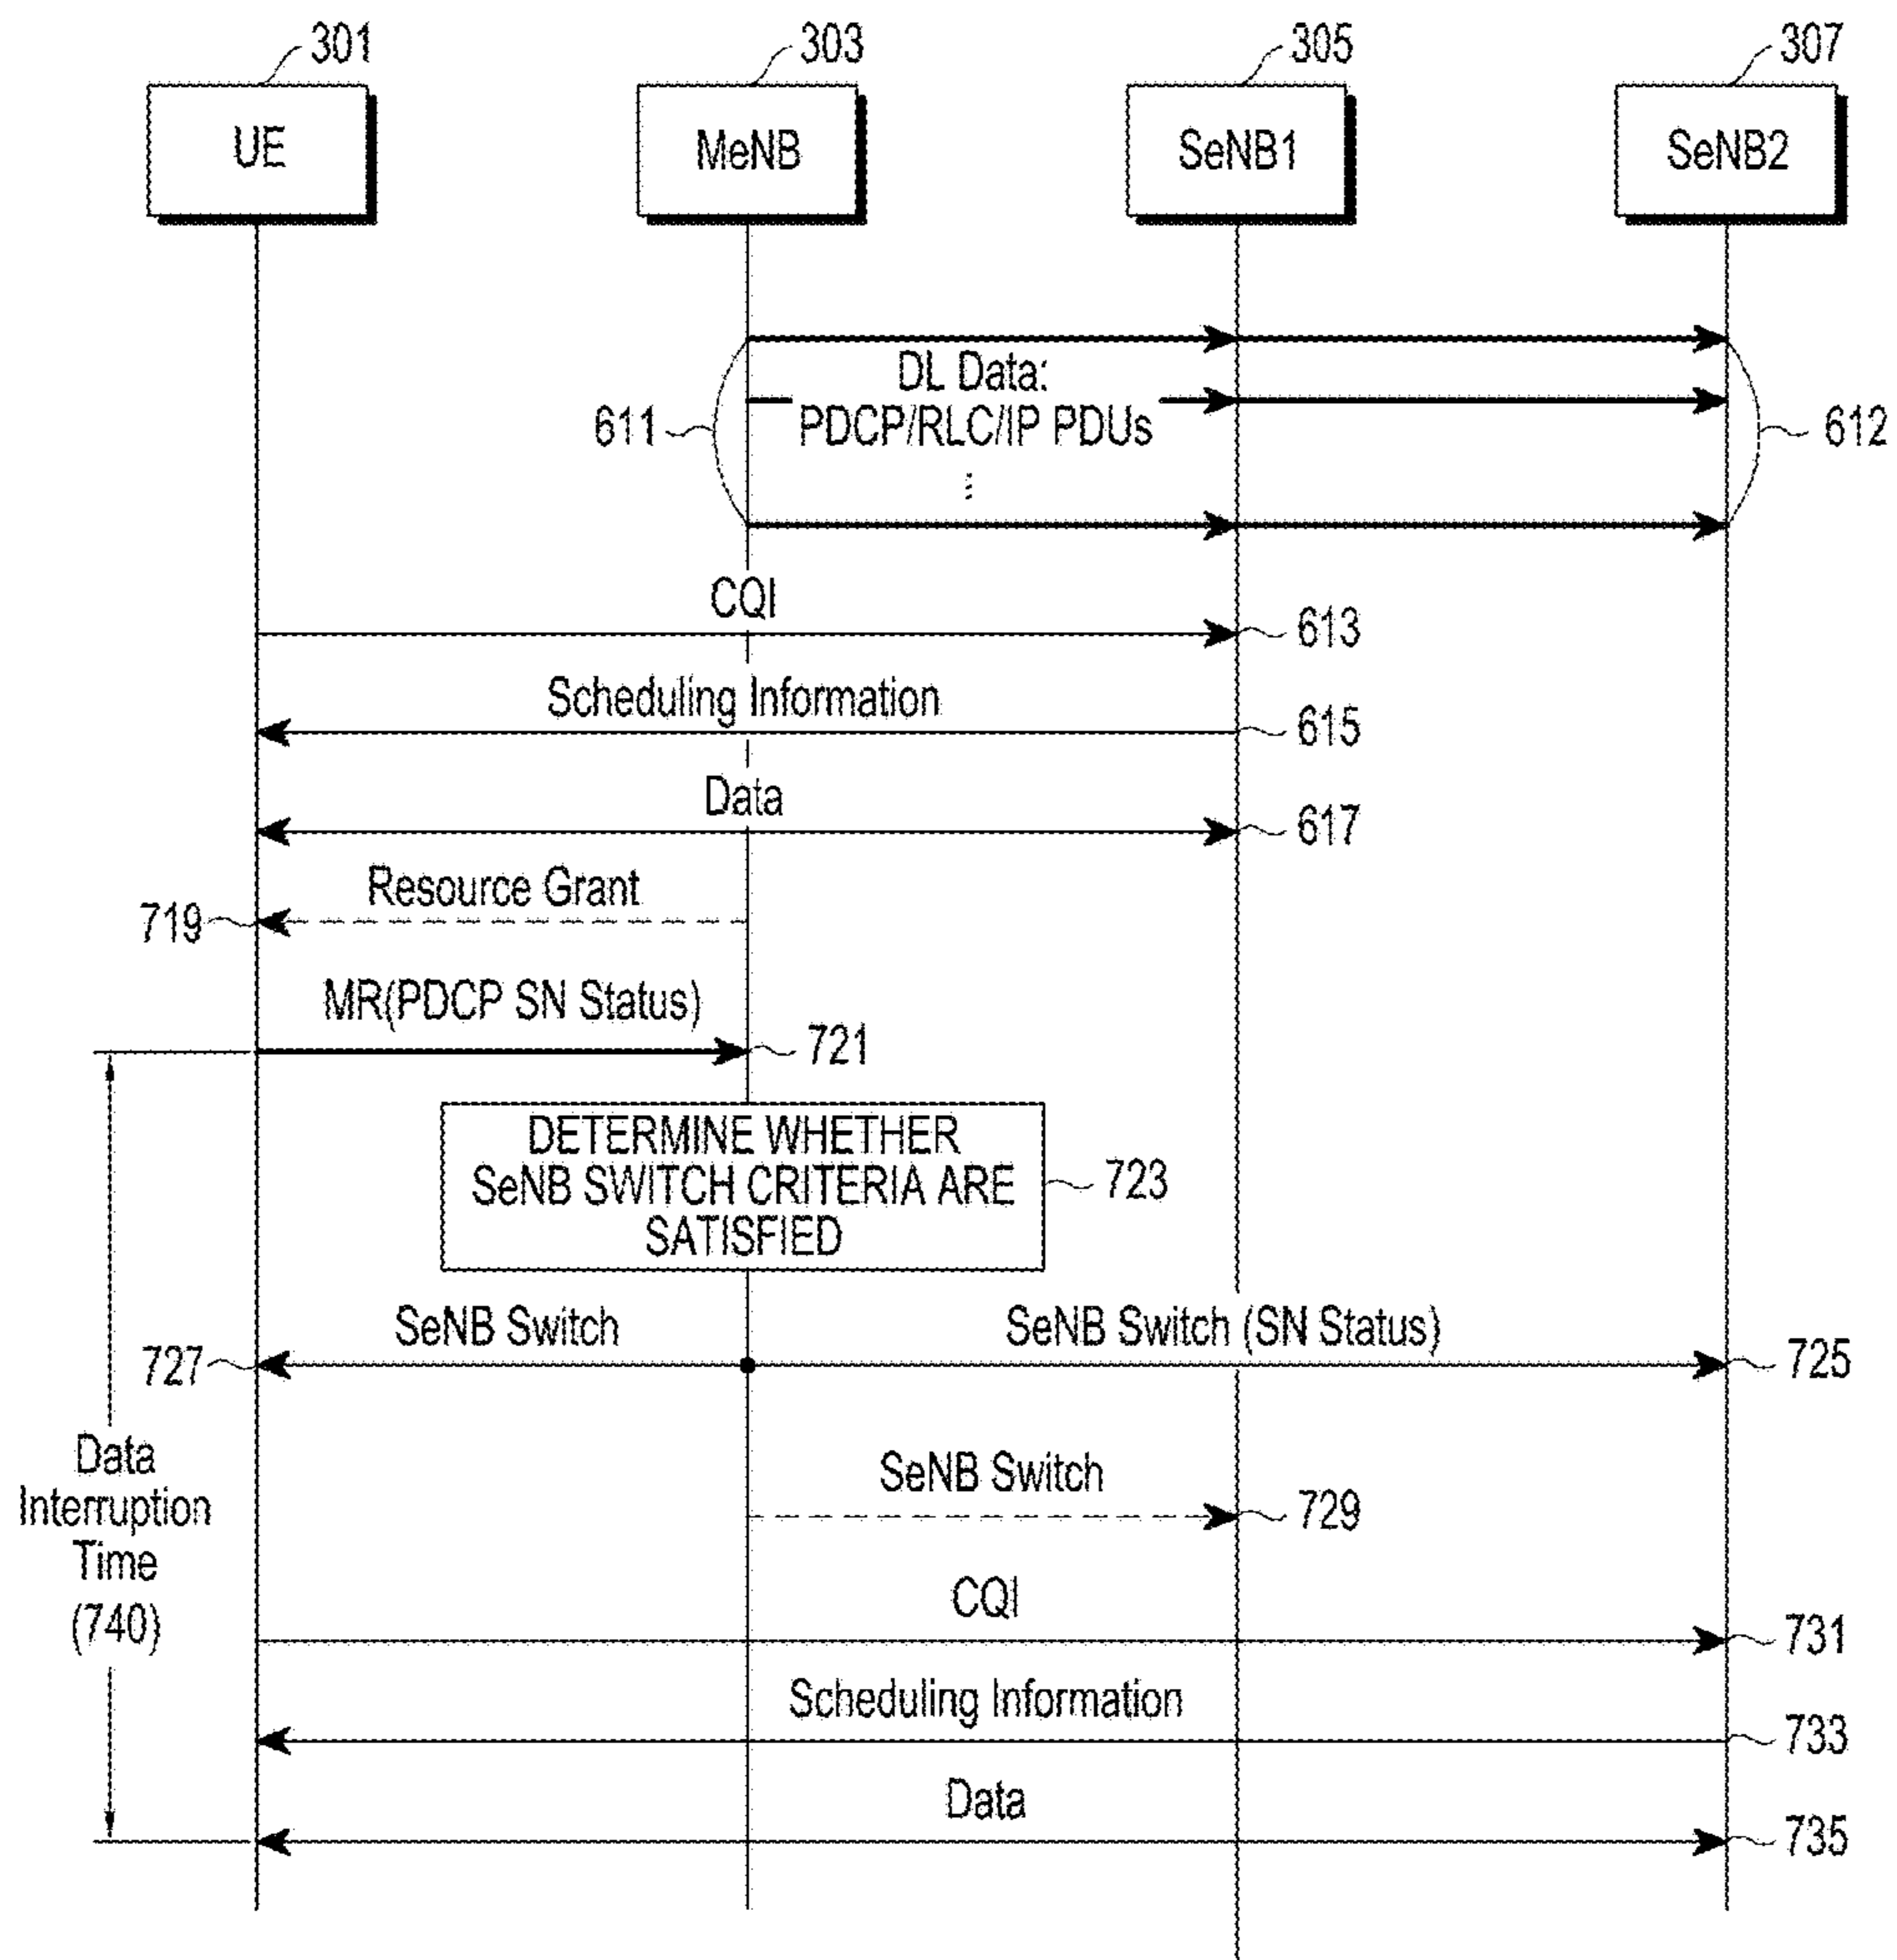 301
303
305
307
UE
MeNB
SeNB1
SeNB2
DL Data:
PDCP/RLC/IP PDUs
...
611
612
CQI
613
Scheduling Information
615
Data
617
Resource Grant
719
MR(PDCP SN Status)
721
DETERMINE WHETHER
SeNB SWITCH CRITERIA ARE
SATISFIED
723
SeNB Switch
SeNB Switch (SN Status)
727
725
Data
Interruption
Time
(740)
SeNB Switch
729
CQI
731
Scheduling Information
733
Data
735